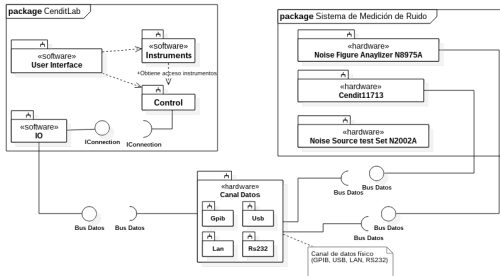 package CenditLab
«software»
User Interface
«software»
Instruments
+Obtiene acceso instrumentos
Control
«software»
IO
IConnection
IConnection
package Sistema de Medición de Ruido
«hardware»
Noise Figure Anaylizer N8975A
«hardware»
Cendit11713
«hardware»
Noise Source test Set N2002A
Bus Datos
Bus Datos
«hardware»
Canal Datos
Gpib
Usb
Lan
Rs232
Bus Datos
Bus Datos
Bus Datos
Bus Datos
Canal de datos físico
(GPIB, USB, LAN, RS232)